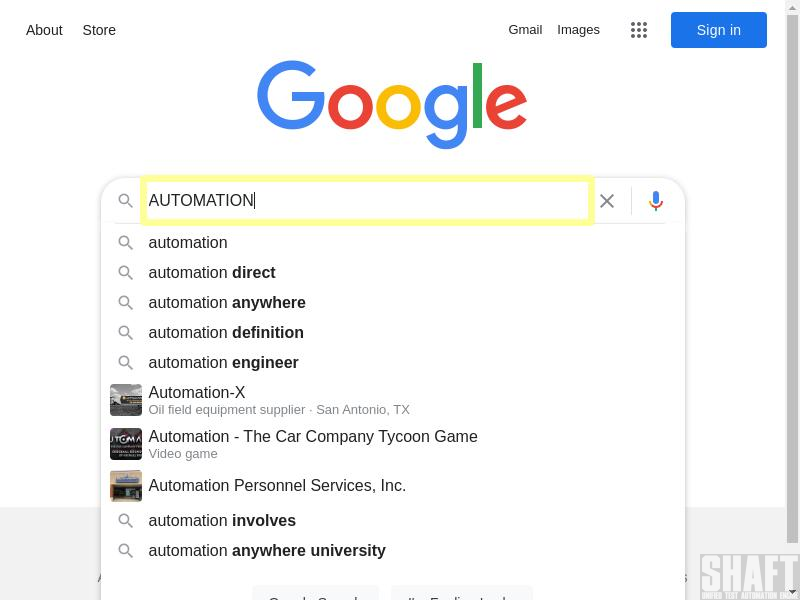 About Store
Gmail Images
Sign in
Google
AUTOMATION
automation
automation direct
automation anywhere
automation definition
automation engineer
Automation-X
Oil field equipment supplier · San Antonio, TX
Automation - The Car Company Tycoon Game
Video game
Automation Personnel Services, Inc.
automation involves
automation anywhere university
SHAFT